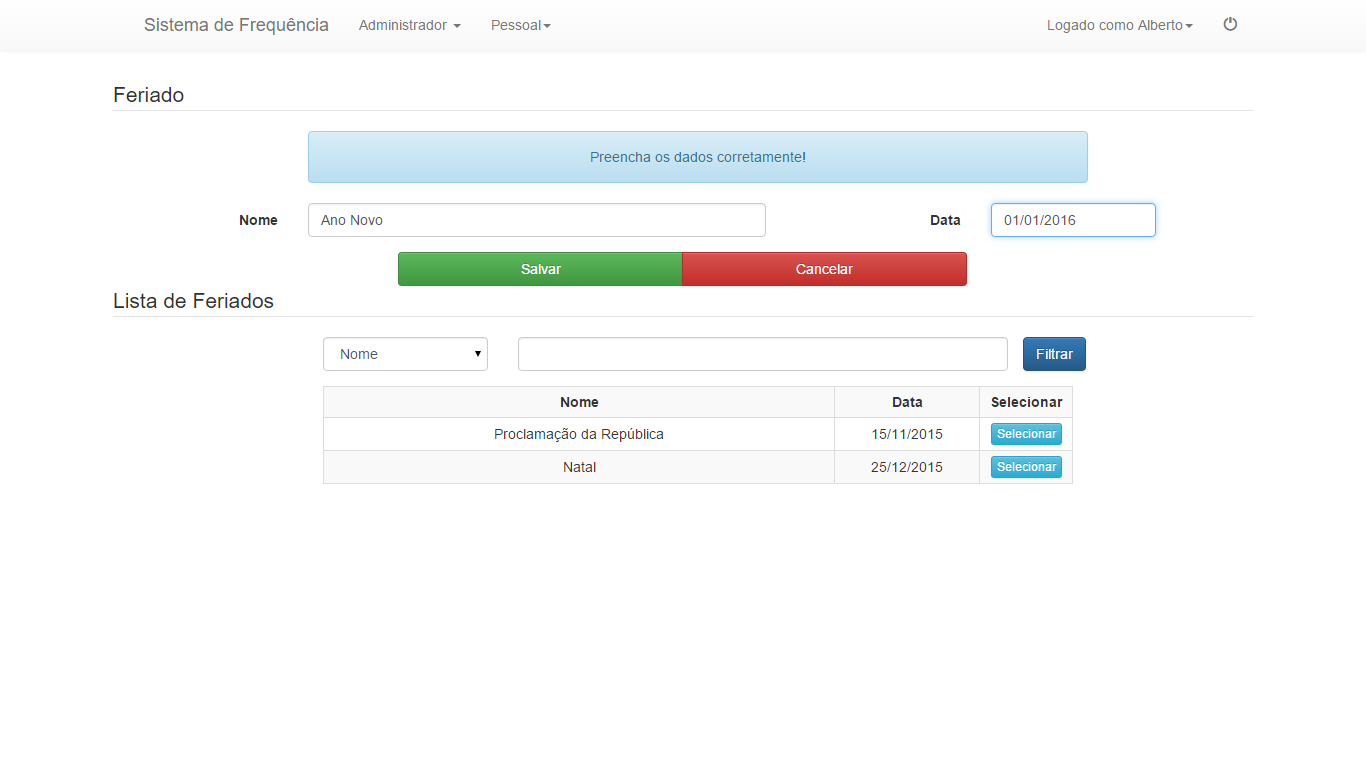 Sistema de Frequência Administrador Pessoal Logado como Alberto
Feriado
Preencha os dados corretamente!
Nome Ano Novo Data 01/01/2016
Salvar Cancelar
Lista de Feriados
Nome Filtrar
Nome Data Selecionar
Proclamação da República 15/11/2015 Selecionar
Natal 25/12/2015 Selecionar